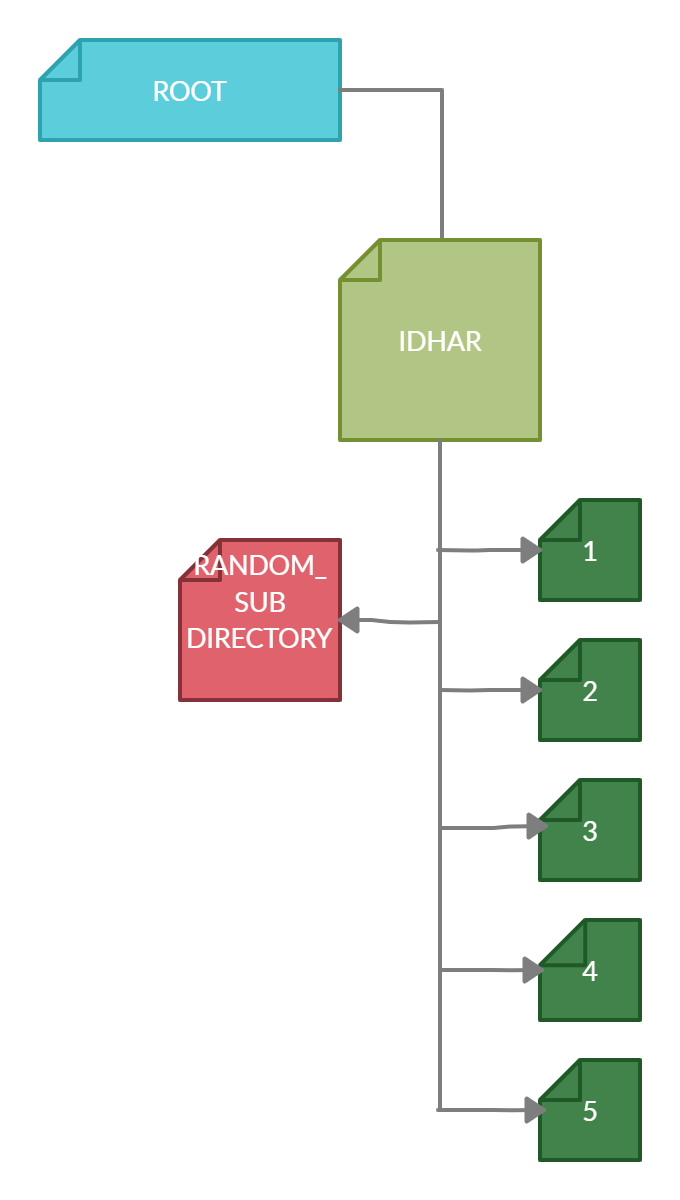 ROOT
IDHAR
1
RANDOM_
SUB
DIRECTORY
2
3
4
5